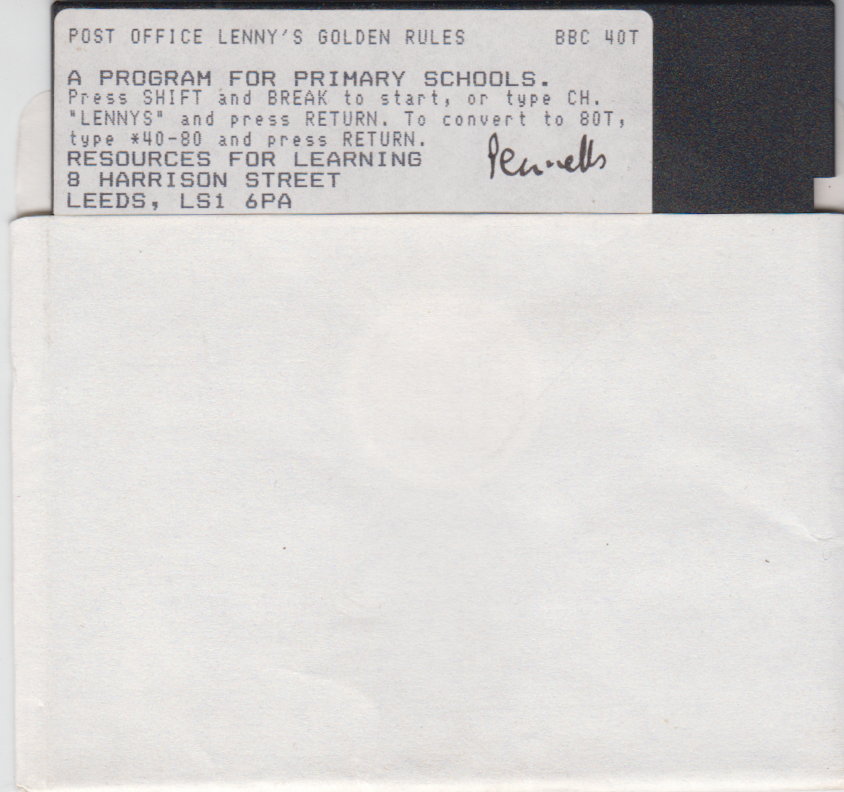 POST OFFICE LENNY'S GOLDEN RULES BBC 40T
A PROGRAM FOR PRIMARY SCHOOLS.
Press SHIFT and BREAK to start, or type CH.
"LENNYS" and press RETURN. To convert to 80T,
type *40-80 and press RETURN.
RESOURCES FOR LEARNING
8 HARRISON STREET
LEEDS, LS1 6PA